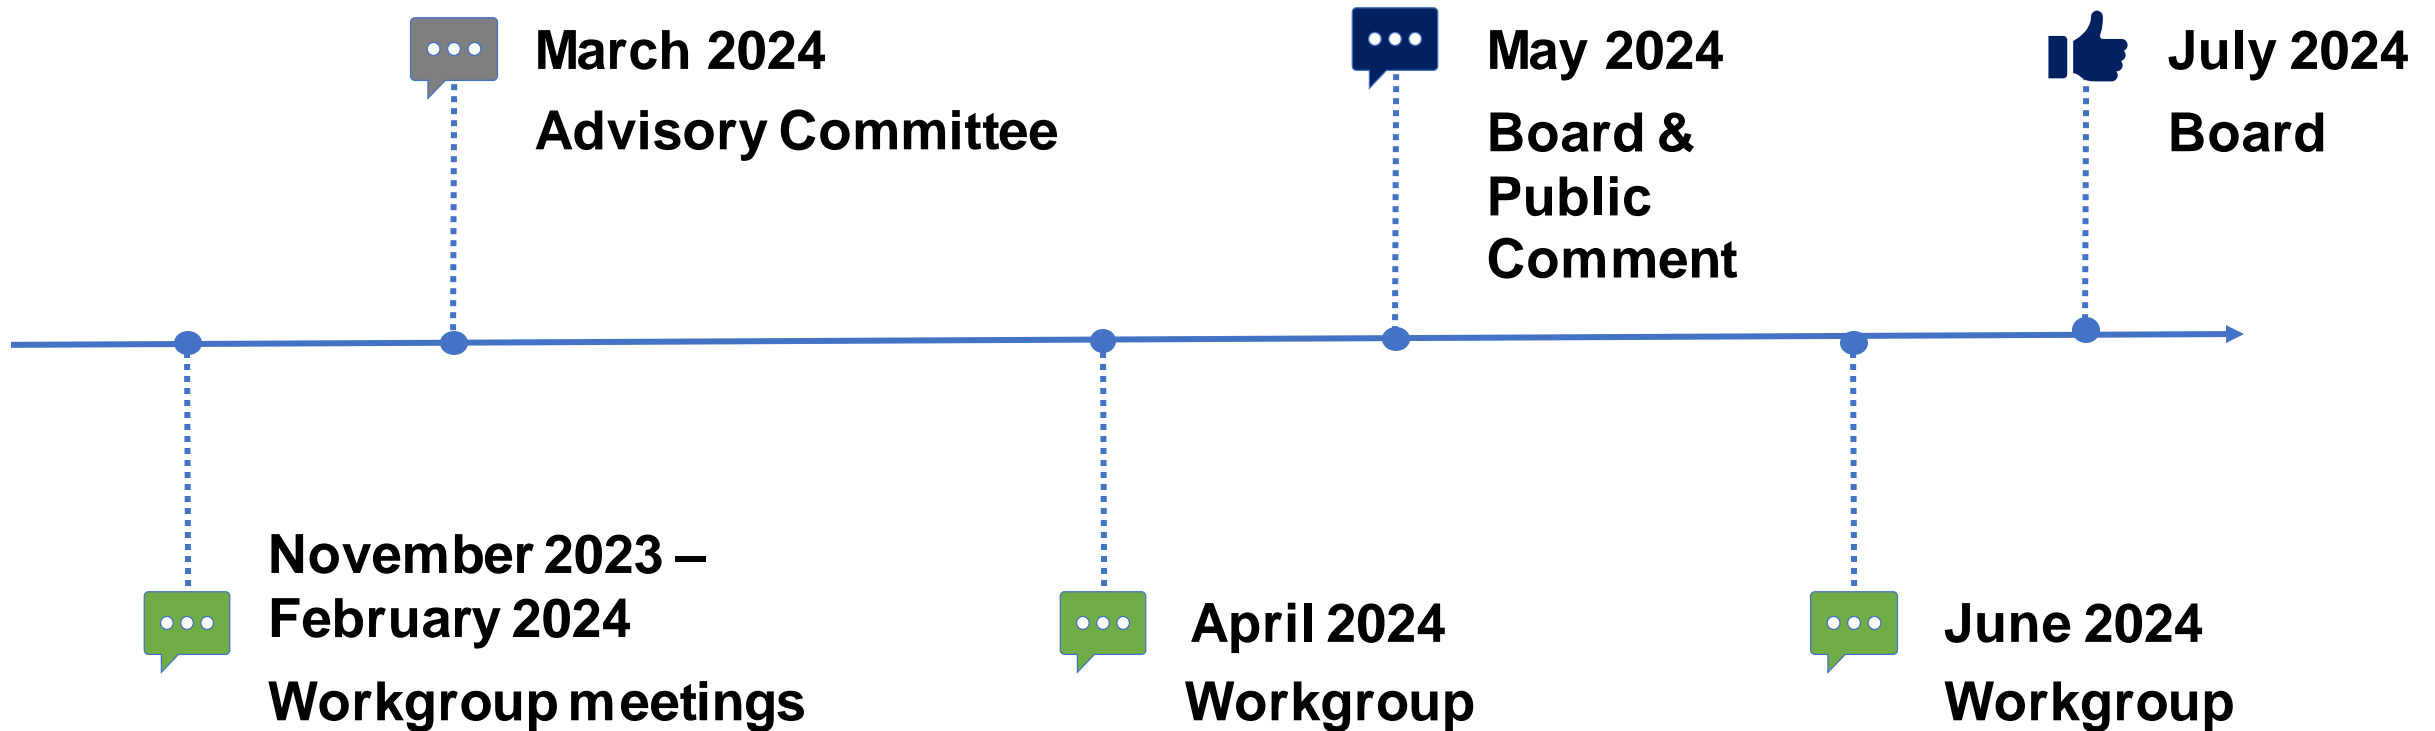 March 2024
Advisory Committee
May 2024
Board &
Public
Comment
July 2024
Board
November 2023 –
February 2024
Workgroup meetings
April 2024
Workgroup
June 2024
Workgroup